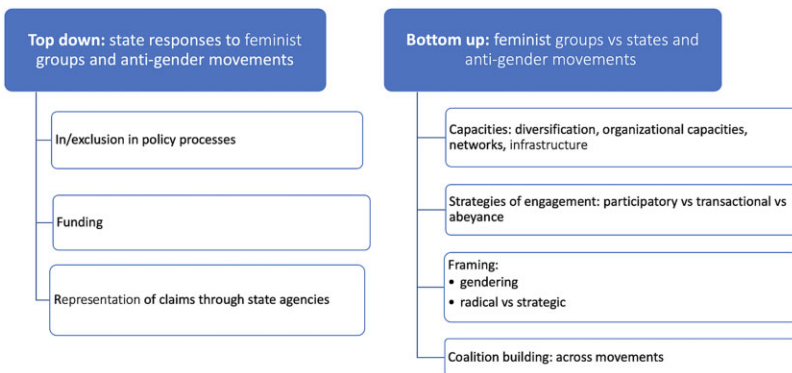 Top down: state responses to feminist
groups and anti-gender movements
In/exclusion in policy processes
Funding
Representation of claims through state agencies
Bottom up: feminist groups vs states and
anti-gender movements
Capacities: diversification, organizational capacities,
networks, infrastructure
Strategies of engagement: participatory vs transactional vs
abeyance
Framing:
• gendering
• radical vs strategic
Coalition building: across movements